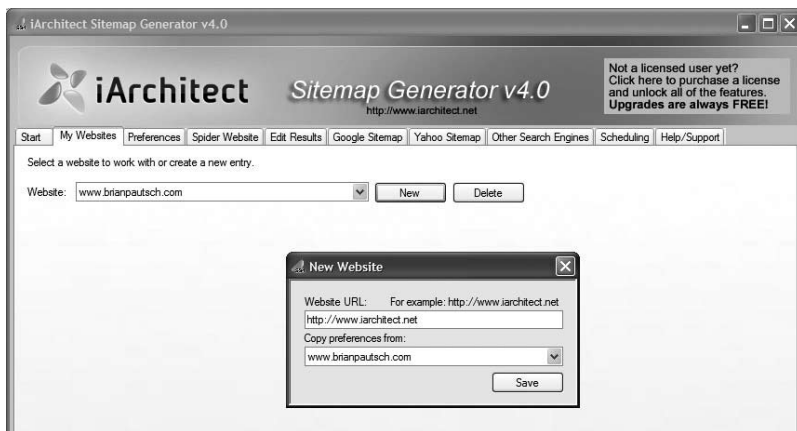 iArchitect Sitemap Generator v4.0
iArchitect
Sitemap Generator v4.0
http://www.iarchitect.net
Not a licensed user yet?
Click here to purchase a license
and unlock all of the features.
Upgrades are always FREE!
Start My Websites Preferences Spider Website Edit Results Google Sitemap Yahoo Sitemap Other Search Engines Scheduling Help/Support
Select a website to work with or create a new entry.
Website: www.brianpautsch.com New Delete
New Website
Website URL: For example: http://www.iarchitect.net
http://www.iarchitect.net
Copy preferences from:
www.brianpautsch.com
Save